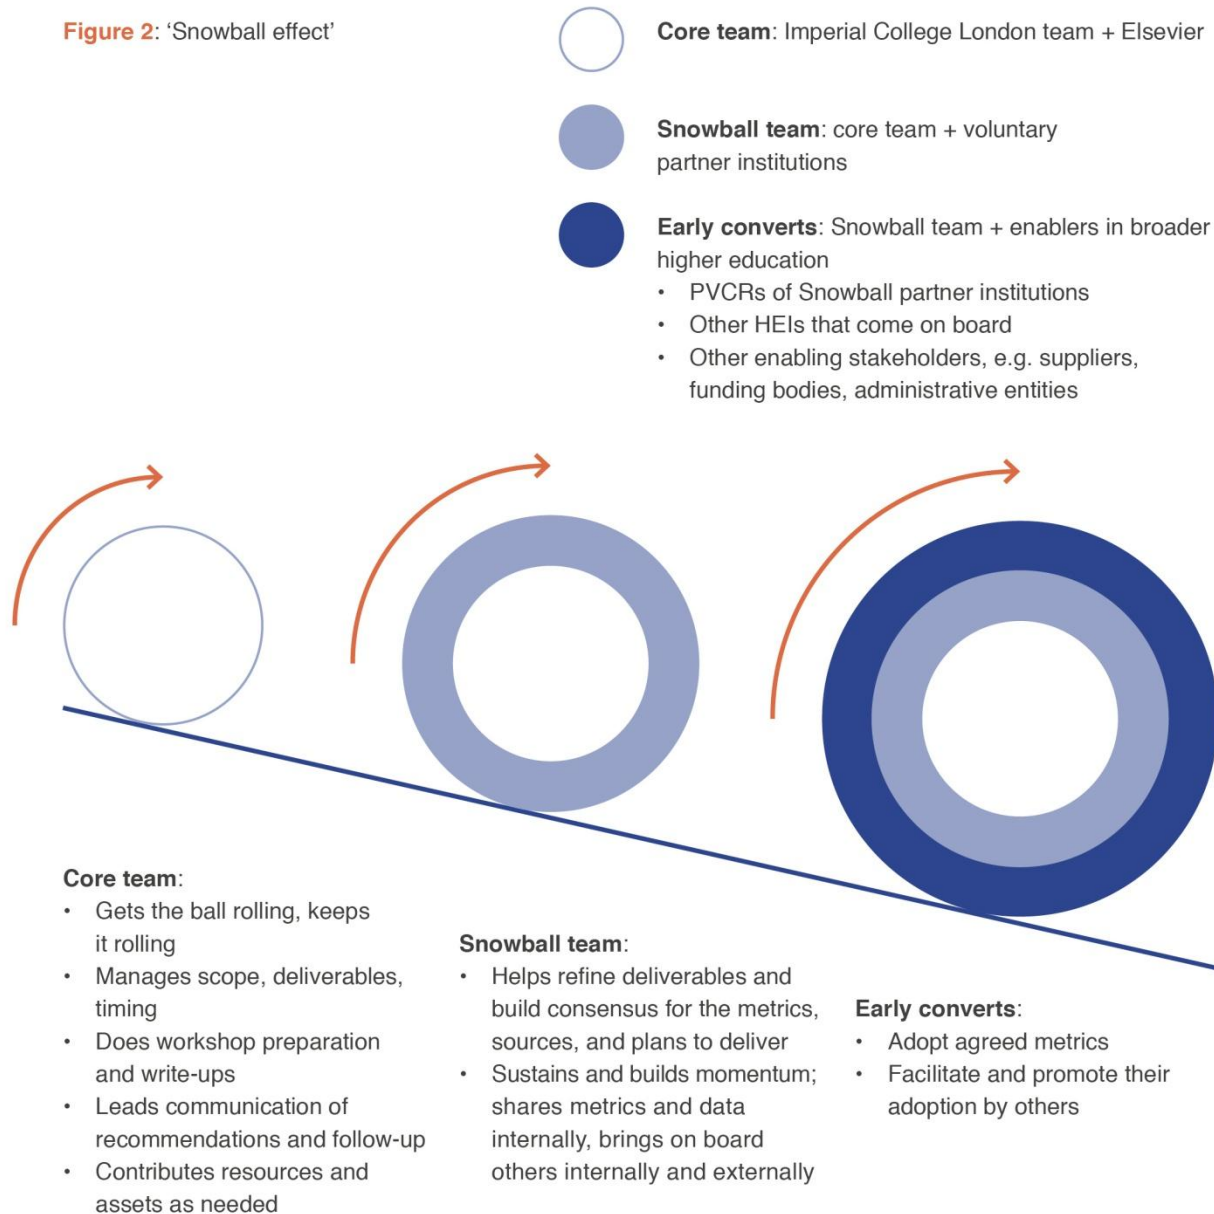 Figure 2: ‘Snowball effect’
Core team: Imperial College London team + Elsevier
Snowball team: core team + voluntary
partner institutions
Early converts: Snowball team + enablers in broader
higher education
• PVCRs of Snowball partner institutions
• Other HEIs that come on board
• Other enabling stakeholders, e.g. suppliers,
funding bodies, administrative entities
Core team:
• Gets the ball rolling, keeps
it rolling
• Manages scope, deliverables,
timing
• Does workshop preparation
and write-ups
• Leads communication of
recommendations and follow-up
• Contributes resources and
assets as needed
Snowball team:
• Helps refine deliverables and
build consensus for the metrics,
sources, and plans to deliver
• Sustains and builds momentum;
shares metrics and data
internally, brings on board
others internally and externally
Early converts:
• Adopt agreed metrics
• Facilitate and promote their
adoption by others